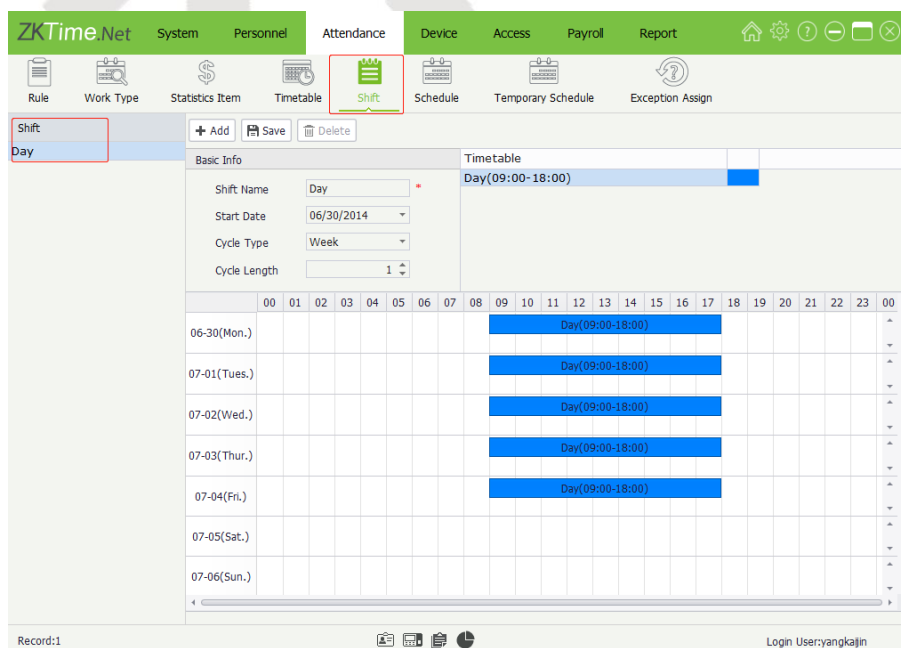 ZKTime.Net System Personnel Attendance Device Access Payroll Report
Rule Work Type Statistics Item Timetable Shift Schedule Temporary Schedule Exception Assign
Shift
Day
Add Save Delete
Basic Info
Shift Name Day *
Start Date 06/30/2014
Cycle Type Week
Cycle Length 1
Timetable
Day(09:00-18:00)
00 01 02 03 04 05 06 07 08 09 10 11 12 13 14 15 16 17 18 19 20 21 22 23 00
06-30(Mon.) Day(09:00-18:00)
07-01(Tues.) Day(09:00-18:00)
07-02(Wed.) Day(09:00-18:00)
07-03(Thur.) Day(09:00-18:00)
07-04(Fri.) Day(09:00-18:00)
07-05(Sat.)
07-06(Sun.)
Record:1 Login User:yangkaijin